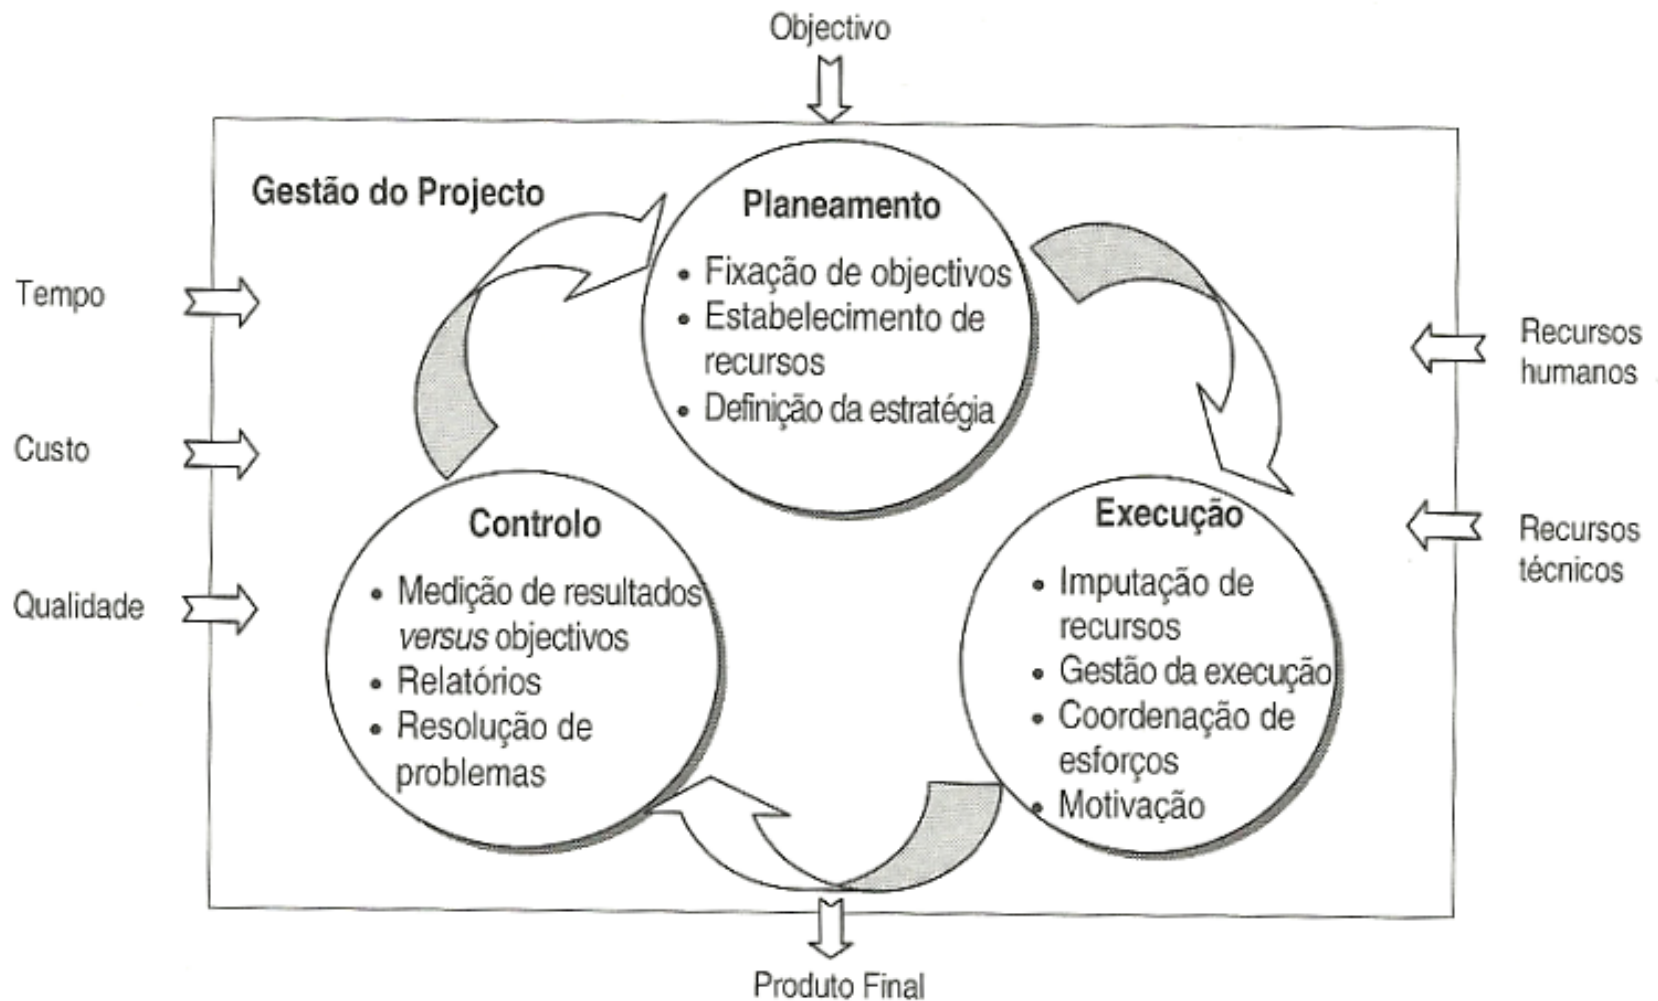 Objectivo
Gestão do Projecto
Planeamento
• Fixação de objectivos
• Estabelecimento de
recursos
• Definição da estratégia
Tempo
Custo
Qualidade
Recursos
humanos
Recursos
técnicos
Controlo
• Medição de resultados
versus objectivos
• Relatórios
• Resolução de
problemas
Execução
• Imputação de
recursos
• Gestão da execução
• Coordenação de
esforços
• Motivação
Produto Final